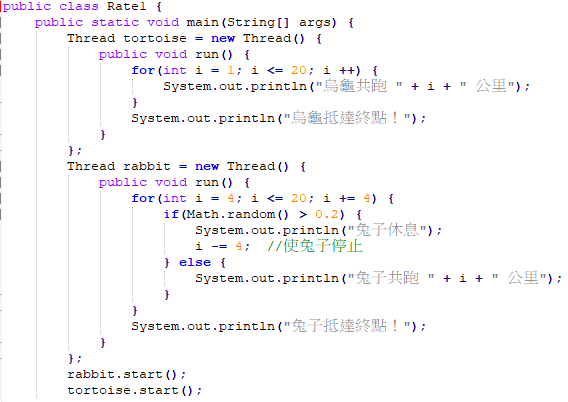 public class Ratel {
public static void main(String[] args) {
Thread tortoise = new Thread() {
public void run() {
for(int i = 1; i <= 20; i ++) {
System.out.println("烏龜共跑 " + i + " 公里");
}
System.out.println("烏龜抵達終點！");
}
};
Thread rabbit = new Thread() {
public void run() {
for(int i = 4; i <= 20; i += 4) {
if(Math.random() > 0.2) {
System.out.println("兔子休息");
i -= 4;  //使兔子停止
} else {
System.out.println("兔子共跑 " + i + " 公里");
}
}
System.out.println("兔子抵達終點！");
}
};
rabbit.start();
tortoise.start();